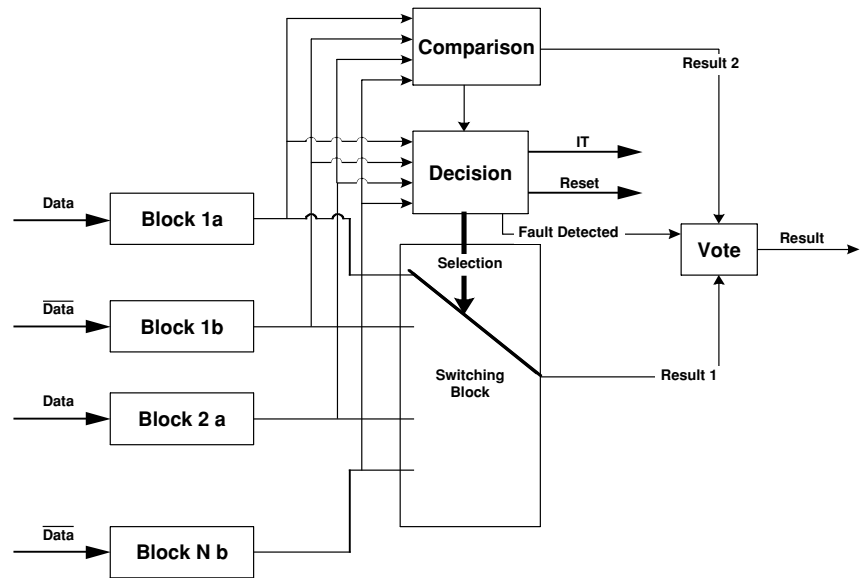 Comparison
Result 2
IT
Decision
Reset
Data
Block 1a
Fault Detected
Vote
Result
Selection
Data
Block 1b
Switching
Block
Result 1
Data
Block 2 a
Data
Block N b